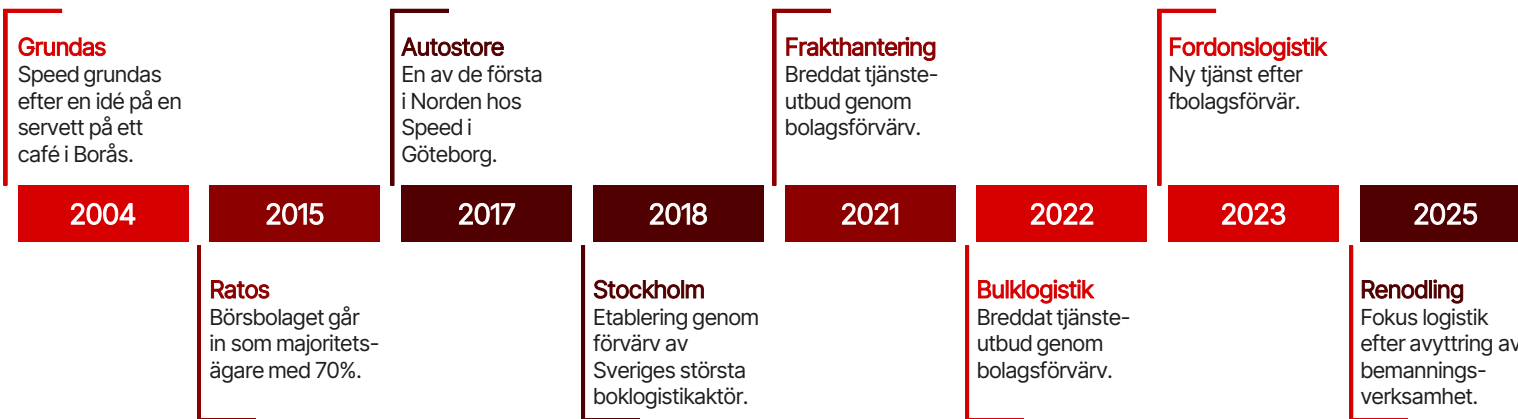 Grundas
Speed grundas
efter en idé på en
servett på ett
café i Borås.
Autostore
En av de första
i Norden hos
Speed i
Göteborg.
Frakthantering
Breddat tjänste-
utbud genom
bolagsförvärv.
Fordonslogistik
Ny tjänst efter
fbolagsförvär.
2004
2015
2017
2018
2021
2022
2023
2025
Ratos
Börsbolaget går
in som majoritets-
ägare med 70%.
Stockholm
Etablering genom
förvärv av
Sveriges största
boklogistikaktör.
Bulklogistik
Breddat tjänste-
utbud genom
bolagsförvärv.
Renodling
Fokus logistik
efter avyttring av
bemannings-
verksamhet.